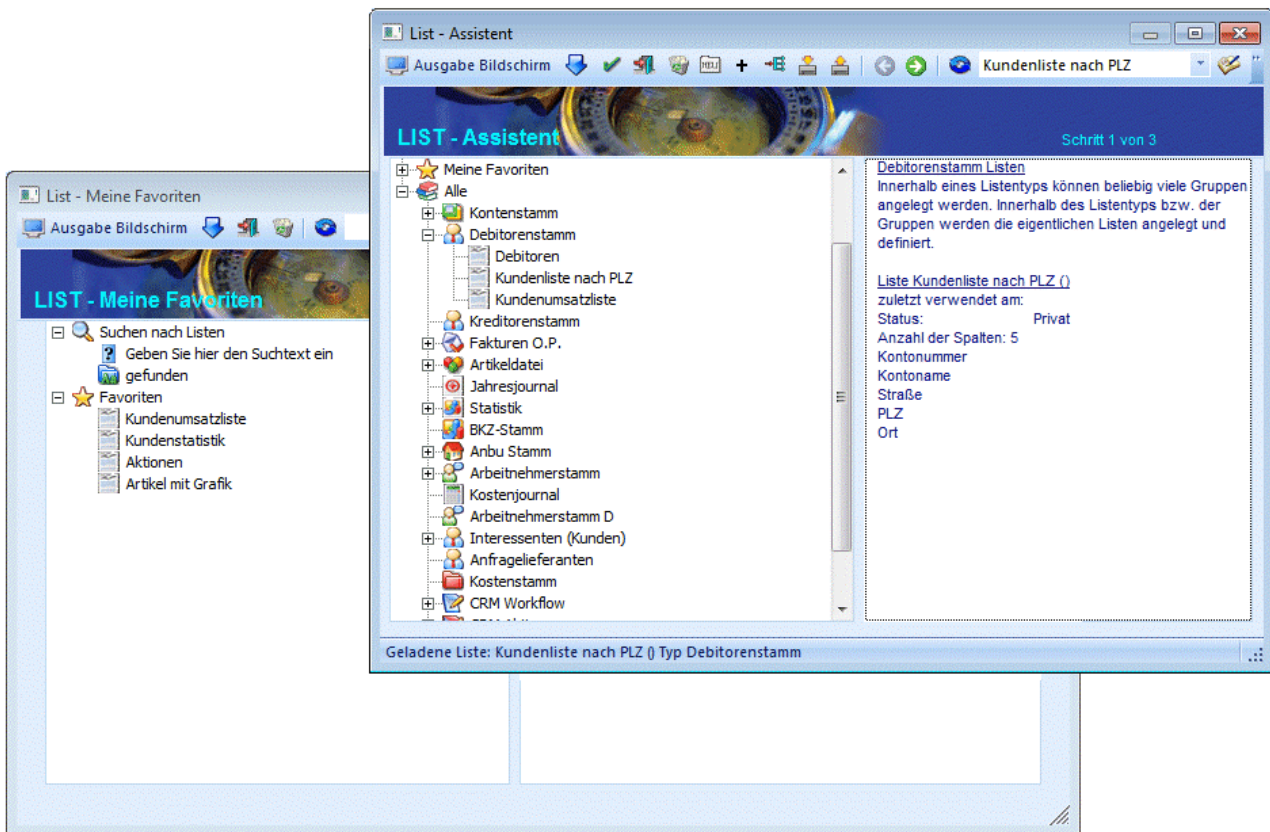 List - Assistent
Ausgabe Bildschirm
Kundenliste nach PLZ
LIST - Assistent
Schritt 1 von 3
Meine Favoriten
Alle
Kontenstamm
Debitorenstamm
Debitoren
Kundenliste nach PLZ
Kundenumsatzliste
Kreditorenstamm
Fakturen O.P.
Artikeldatei
Jahresjournal
Statistik
BKZ-Stamm
Anbu Stamm
Arbeitnehmerstamm
Kostenjournal
Arbeitnehmerstamm D
Interessenten (Kunden)
Anfragelieferanten
Kostenstamm
CRM Workflow
Debitorenstamm Listen
Innerhalb eines Listentyps können beliebig viele Gruppen
angelegt werden. Innerhalb des Listentyps bzw. der
Gruppen werden die eigentlichen Listen angelegt und
definiert.
Liste Kundenliste nach PLZ ()
zuletzt verwendet am:
Status: Privat
Anzahl der Spalten: 5
Kontonummer
Kontoname
Straße
PLZ
Ort
Geladene Liste: Kundenliste nach PLZ () Typ Debitorenstamm
List - Meine Favoriten
Ausgabe Bildschirm
LIST - Meine Favoriten
Suchen nach Listen
Geben Sie hier den Suchtext ein
gefunden
Favoriten
Kundenumsatzliste
Kundenstatistik
Aktionen
Artikel mit Grafik